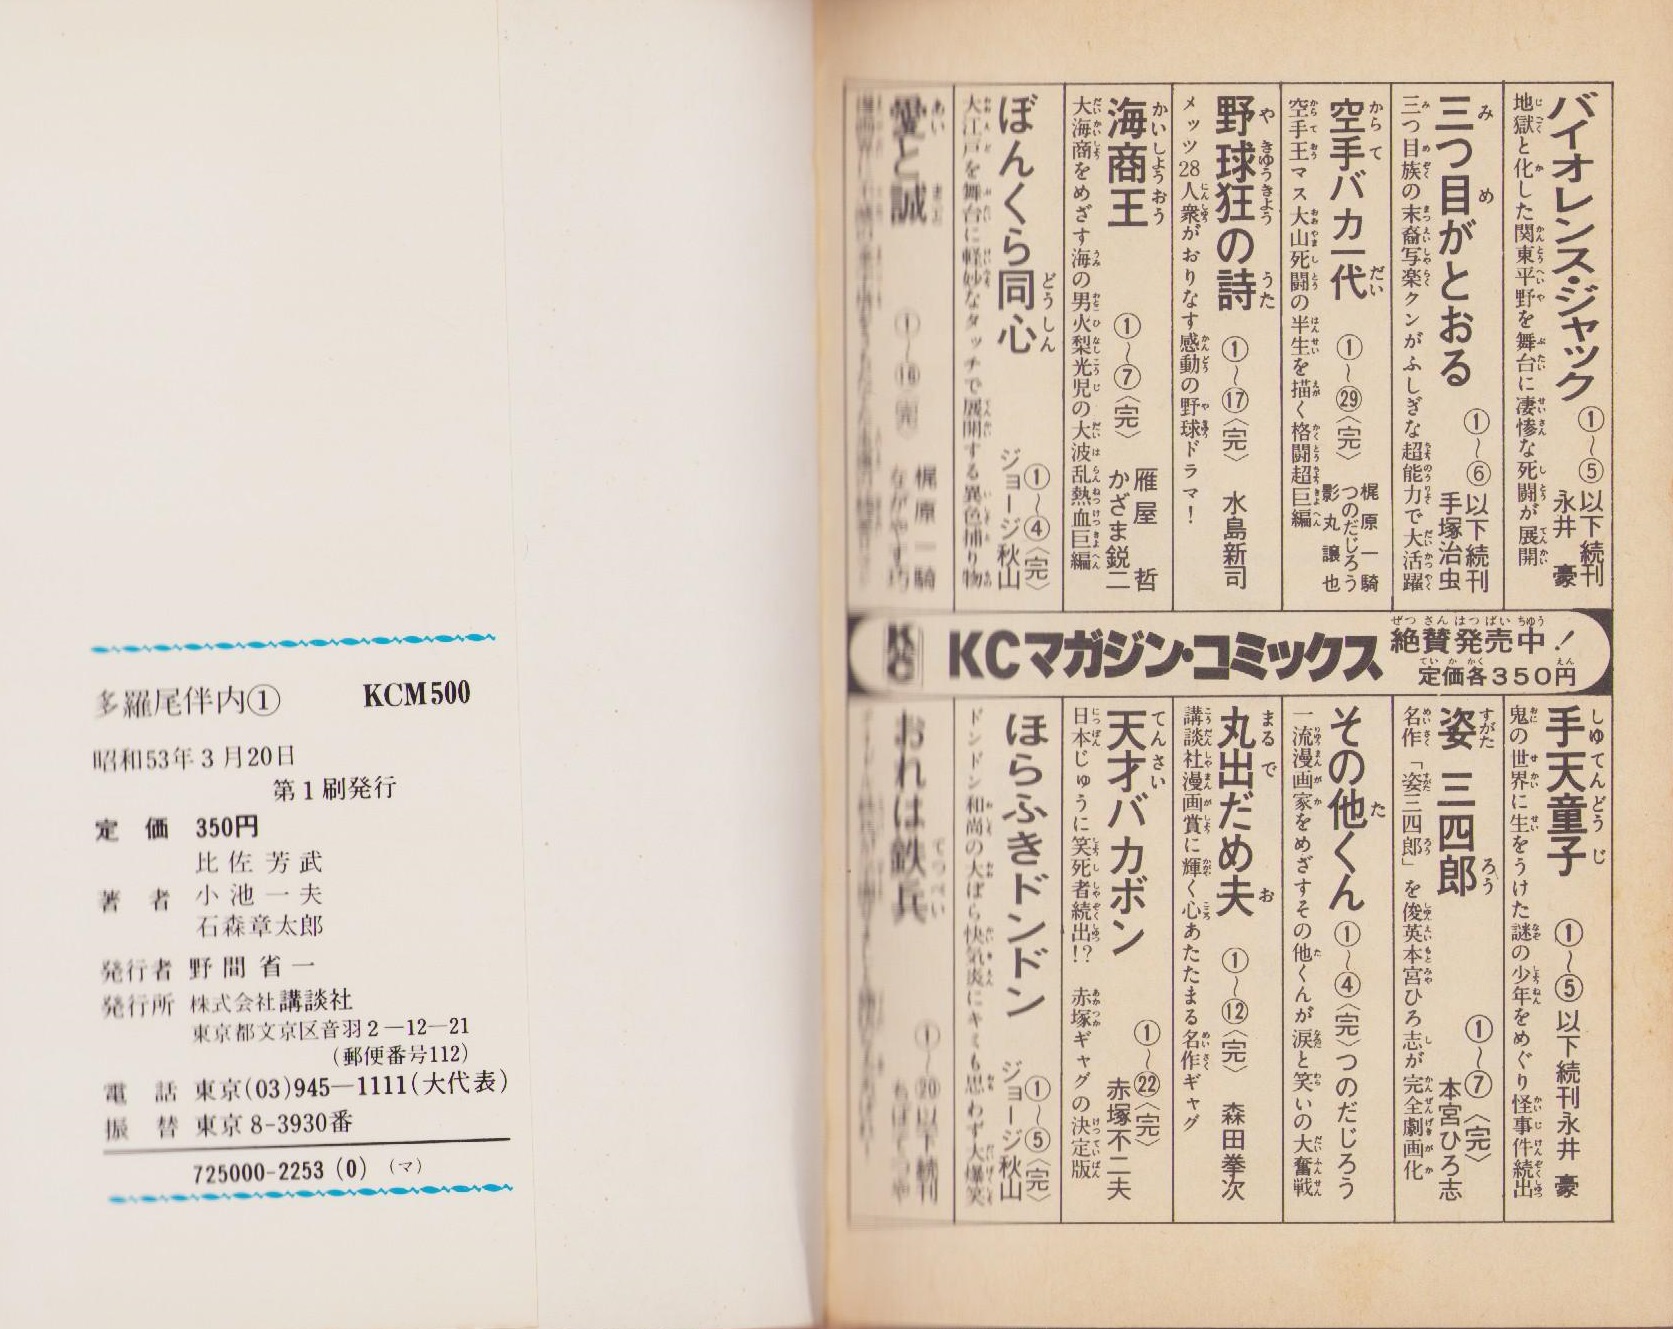 バイオレンス・ジャック ①〜⑤以下続刊 永井 豪
地獄と化した関東平野を舞台に凄惨な死闘が展開
三つ目がとおる ①〜⑥以下続刊 手塚治虫
三つ目族の末裔写楽クンがふしぎな超能力で大活躍
空手バカ一代 ①〜㉙〈完〉 梶原一騎 つのだじろう 影丸譲也
空手王マス大山死闘の半生を描く格闘超巨編
野球狂の詩 ①〜⑰〈完〉 水島新司
メッツ28人衆がおりなす感動の野球ドラマ!
海商王 ①〜⑦〈完〉 雁屋 哲 かざま鋭二
大海商をめざす海の男火梨光児の大波乱熱血巨編
ぼんくら同心 ①〜④〈完〉 ジョージ秋山
大江戸を舞台に軽妙なタッチで展開する異色捕り物
愛と誠 ①〜⑯〈完〉 梶原一騎 ながやす巧
KC KCマガジン・コミックス 絶賛発売中!
定価各350円
手天童子 ①〜⑤以下続刊 永井 豪
鬼の世界に生をうけた謎の少年をめぐり怪事件続出
姿三四郎 ①〜⑦〈完〉 本宮ひろ志
名作「姿三四郎」を俊英本宮ひろ志が完全劇画化
その他くん ①〜④〈完〉 つのだじろう
一流漫画家をめざすその他くんが涙と笑いの大奮戦
丸出だめ夫 ①〜⑫〈完〉 森田拳次
講談社漫画賞に輝く心あたたまる名作ギャグ
天才バカボン ①〜㉒〈完〉 赤塚不二夫
日本じゅうに笑死者続出!? 赤塚ギャグの決定版
ほらふきドンドン ①〜⑤〈完〉 ジョージ秋山
ドンドン和尚の大ぼら快気炎にキミも思わず大爆笑
おれは鉄兵 ①〜⑳以下続刊 ちばてつや
多羅尾伴内① KCM500
昭和53年3月20日
第1刷発行
定 価 350円
比佐芳武
著 者 小池一夫
石森章太郎
発行者 野間省一
発行所 株式会社講談社
東京都文京区音羽2—12—21
(郵便番号112)
電 話 東京(03)945—1111(大代表)
振 替 東京8-3930番
725000-2253(0) (マ)